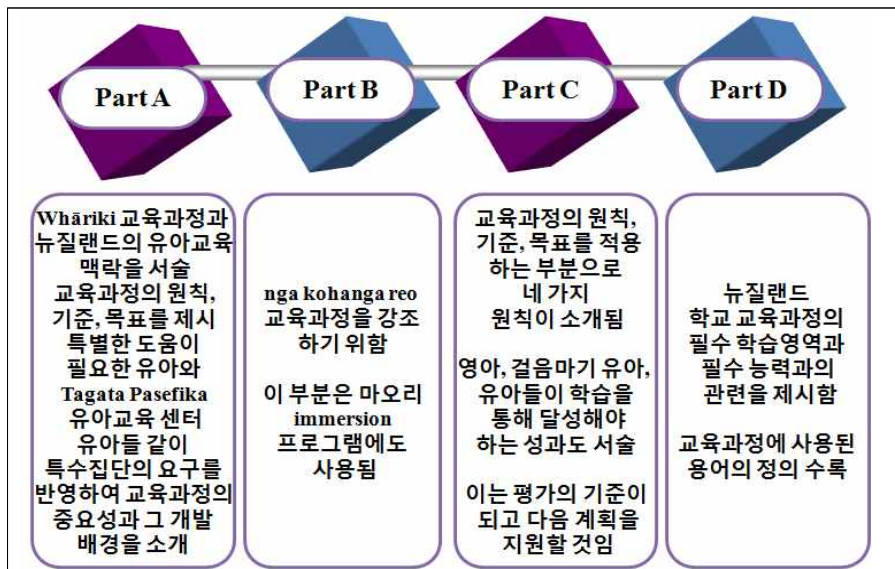 Part A
Part B
Part C
Part D
Whāriki 교육과정과
뉴질랜드의 유아교육
맥락을 서술
교육과정의 원칙,
기준, 목표를 제시
특별한 도움이
필요한 유아와
Tagata Pasefika
유아교육 센터
유아들 같이
특수집단의 요구를
반영하여 교육과정의
중요성과 그 개발
배경을 소개
nga kohanga reo
교육과정을 강조
하기 위함
이 부분은 마오리
immersion
프로그램에도
사용됨
교육과정의 원칙,
기준, 목표를 적용
하는 부분으로
네 가지
원칙이 소개됨
영아, 걸음마기 유아,
유아들이 학습을
통해 달성해야
하는 성과도 서술
이는 평가의 기준이
되고 다음 계획을
지원할 것임
뉴질랜드
학교 교육과정의
필수 학습영역과
필수 능력과의
관련을 제시함
교육과정에 사용된
용어의 정의 수록